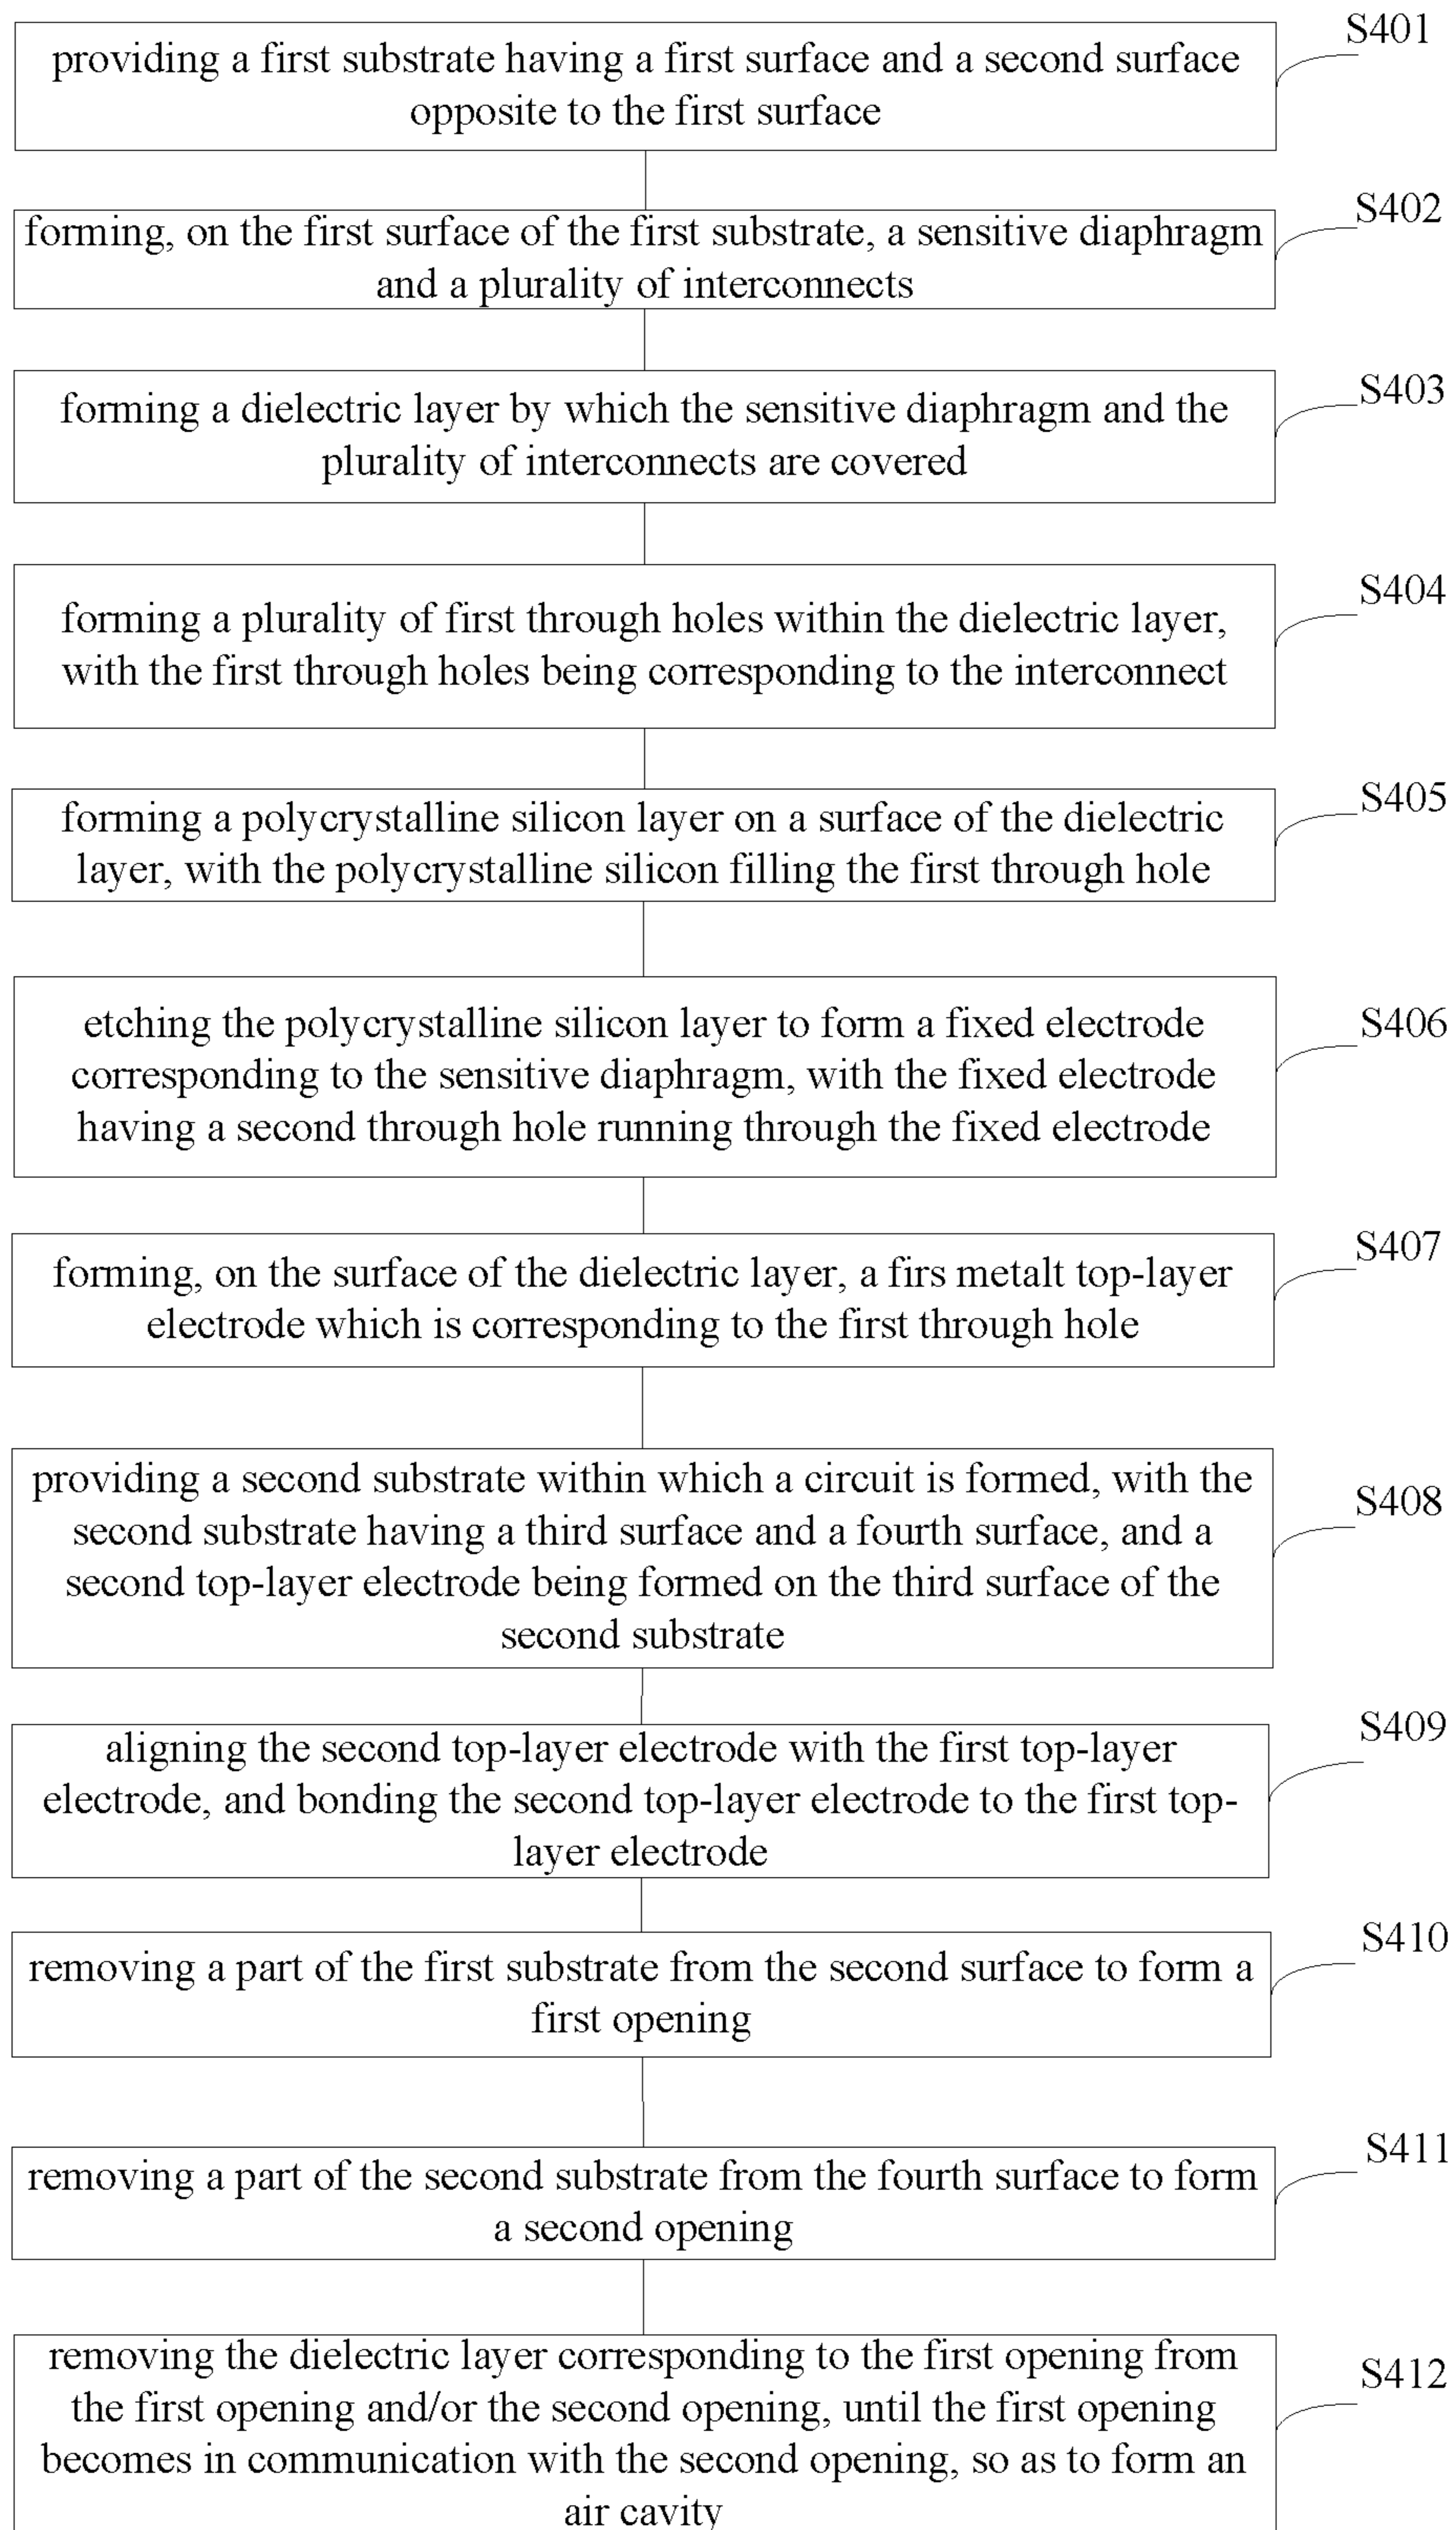 S401
providing a first substrate having a first surface and a second surface
opposite to the first surface
S402
forming, on the first surface of the first substrate, a sensitive diaphragm
and a plurality of interconnects
S403
forming a dielectric layer by which the sensitive diaphragm and the
plurality of interconnects are covered
S404
forming a plurality of first through holes within the dielectric layer,
with the first through holes being corresponding to the interconnect
S405
forming a polycrystalline silicon layer on a surface of the dielectric
layer, with the polycrystalline silicon filling the first through hole
S406
etching the polycrystalline silicon layer to form a fixed electrode
corresponding to the sensitive diaphragm, with the fixed electrode
having a second through hole running through the fixed electrode
S407
forming, on the surface of the dielectric layer, a firs metalt top-layer
electrode which is corresponding to the first through hole
S408
providing a second substrate within which a circuit is formed, with the
second substrate having a third surface and a fourth surface, and a
second top-layer electrode being formed on the third surface of the
second substrate
S409
aligning the second top-layer electrode with the first top-layer
electrode, and bonding the second top-layer electrode to the first top-
layer electrode
S410
removing a part of the first substrate from the second surface to form a
first opening
S411
removing a part of the second substrate from the fourth surface to form
a second opening
S412
removing the dielectric layer corresponding to the first opening from
the first opening and/or the second opening, until the first opening
becomes in communication with the second opening, so as to form an
air cavity